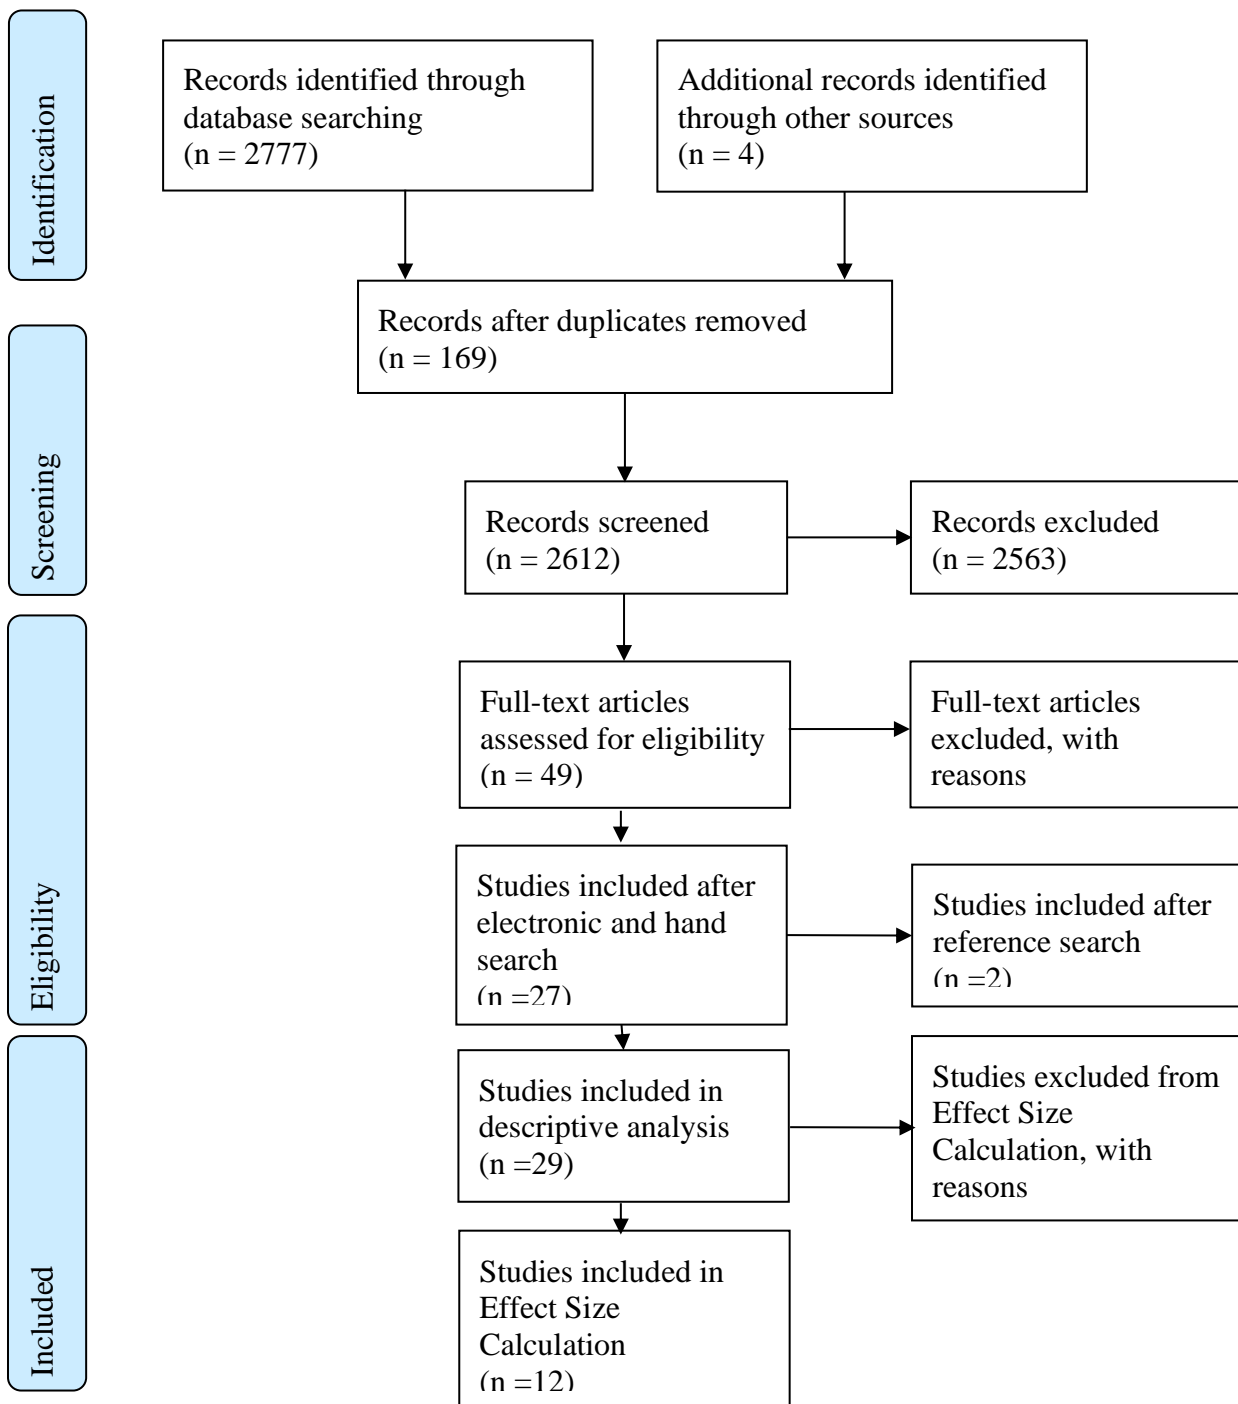 Identification
Records identified through
database searching
(n = 2777)
Additional records identified
through other sources
(n = 4)
Records after duplicates removed
(n = 169)
Screening
Records screened
(n = 2612)
Records excluded
(n = 2563)
Eligibility
Full-text articles
assessed for eligibility
(n = 49)
Full-text articles
excluded, with
reasons
Studies included after
electronic and hand
search
(n =27)
Studies included after
reference search
(n =2)
Included
Studies included in
descriptive analysis
(n =29)
Studies excluded from
Effect Size
Calculation, with
reasons
Studies included in
Effect Size
Calculation
(n =12)